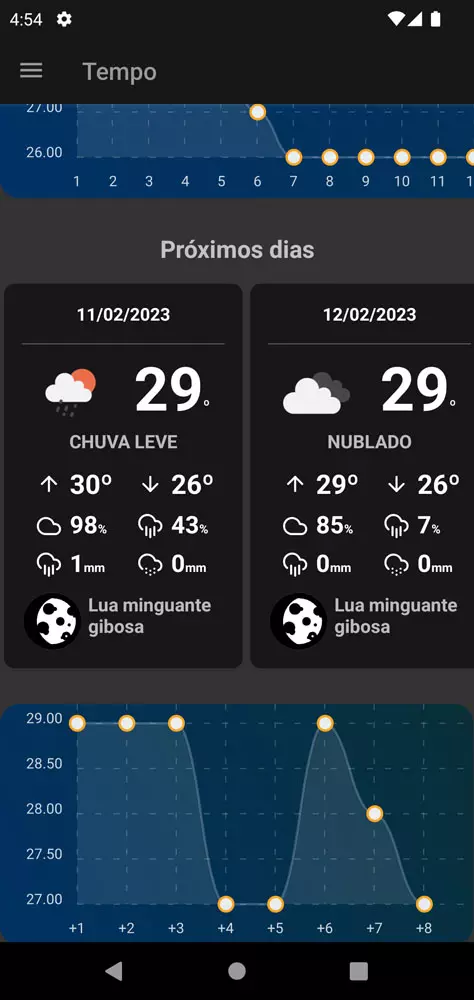 4:54
Tempo
27.00
26.00
1 2 3 4 5 6 7 8 9 10 11
Próximos dias
11/02/2023
29º
CHUVA LEVE
30º 26º
98% 43%
1mm 0mm
Lua minguante
gibosa
12/02/2023
29º
NUBLADO
29º 26º
85% 7%
0mm 0mm
Lua minguante
gibosa
29.00
28.50
28.00
27.50
27.00
+1 +2 +3 +4 +5 +6 +7 +8